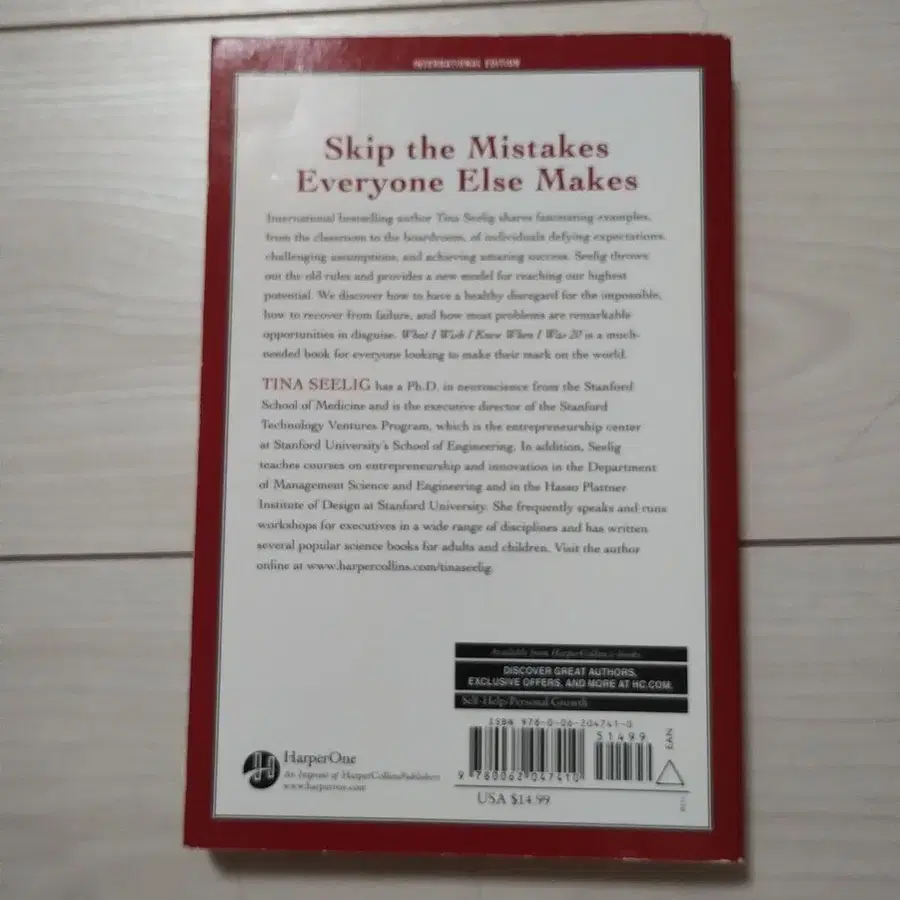 INTERNATIONAL EDITION
Skip the Mistakes
Everyone Else Makes
International bestselling author Tina Seelig shares fascinating examples,
from the classroom to the boardroom, of individuals defying expectations,
challenging assumptions, and achieving amazing success. Seelig throws
out the old rules and provides a new model for reaching our highest
potential. We discover how to have a healthy disregard for the impossible,
how to recover from failure, and how most problems are remarkable
opportunities in disguise. What I Wish I Knew When I Was 20 is a much-
needed book for everyone looking to make their mark on the world.
TINA SEELIG has a Ph.D. in neuroscience from the Stanford
School of Medicine and is the executive director of the Stanford
Technology Ventures Program, which is the entrepreneurship center
at Stanford University's School of Engineering. In addition, Seelig
teaches courses on entrepreneurship and innovation in the Department
of Management Science and Engineering and in the Hasso Plattner
Institute of Design at Stanford University. She frequently speaks and runs
workshops for executives in a wide range of disciplines and has written
several popular science books for adults and children. Visit the author
online at www.harpercollins.com/tinaseelig.
Available from HarperCollins e-books
DISCOVER GREAT AUTHORS,
EXCLUSIVE OFFERS, AND MORE AT HC.COM.
Self-Help/Personal Growth
ISBN 978-0-06-204741-0
51499
EAN
9 780062 047410
USA $14.99
HarperOne
An Imprint of HarperCollinsPublishers
www.harperone.com